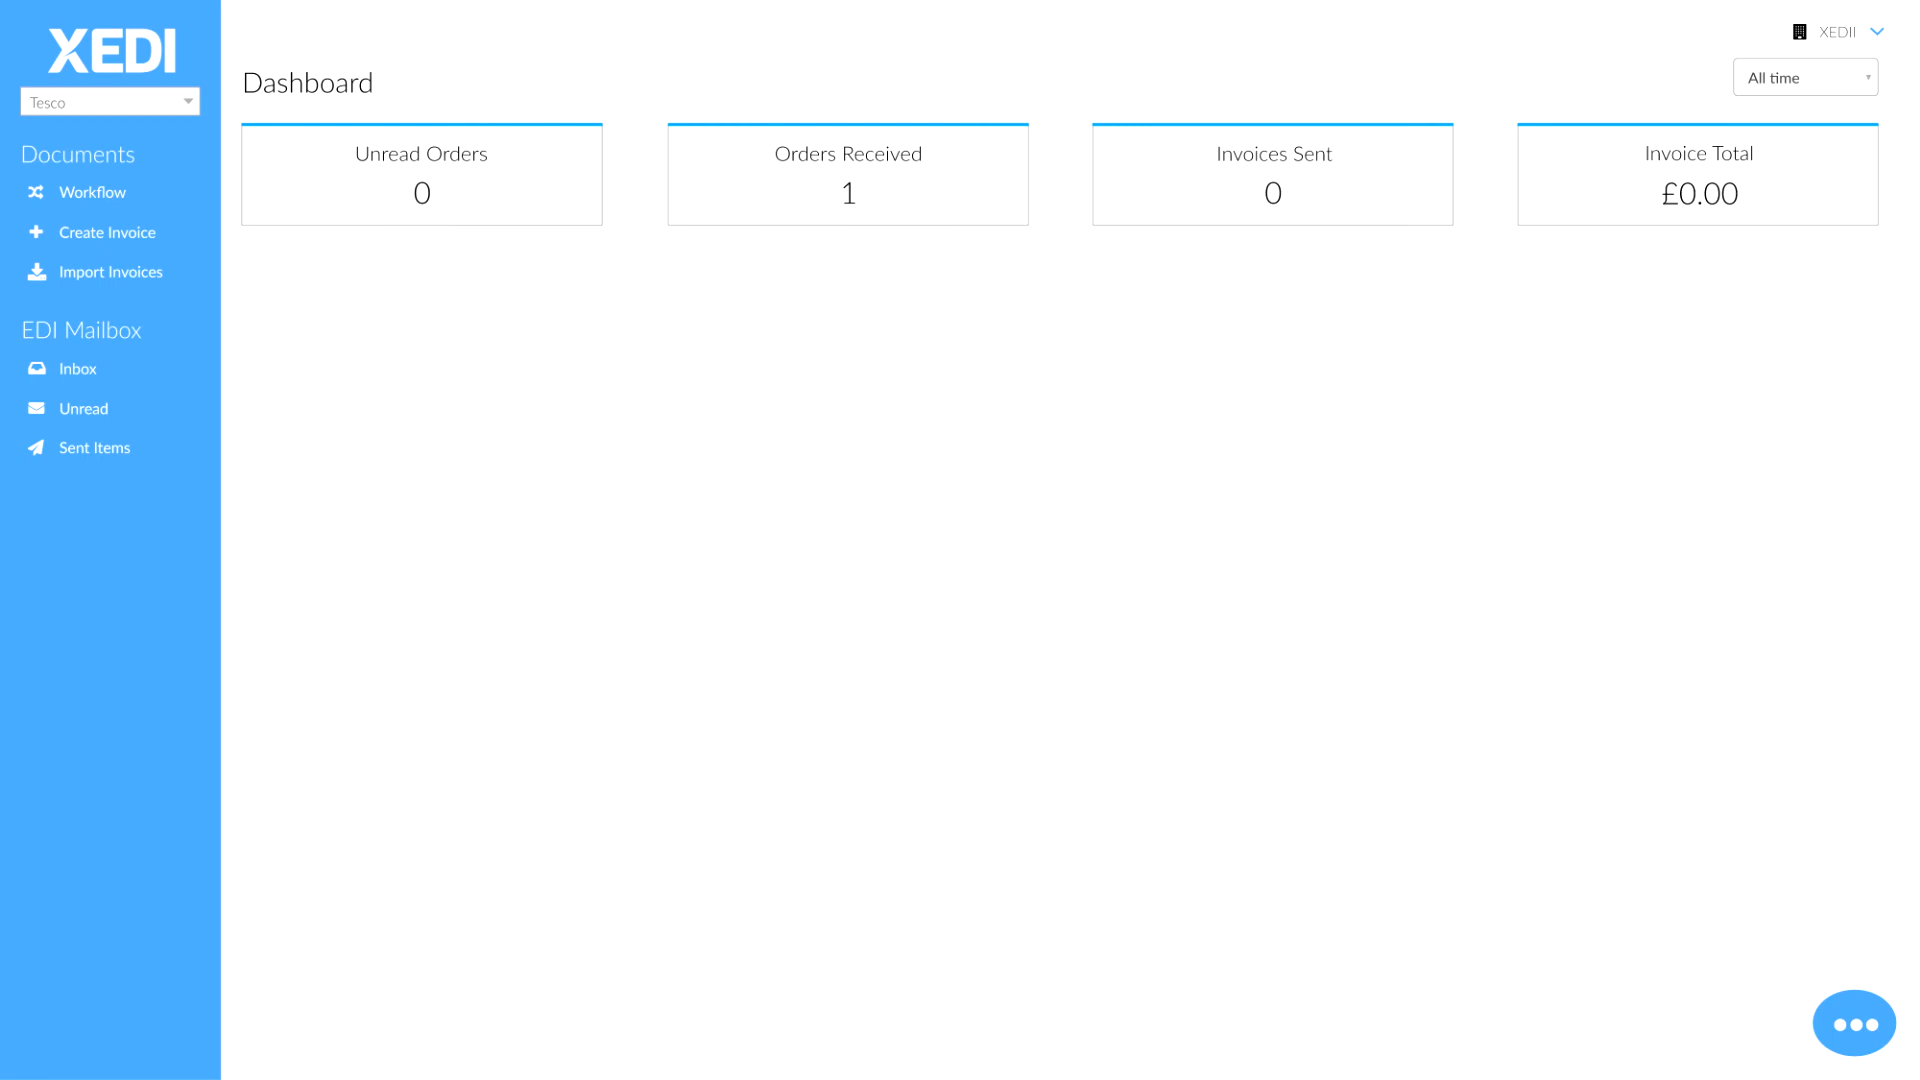 XEDI
Tesco
Documents
Workflow
Create Invoice
Import Invoices
EDI Mailbox
Inbox
Unread
Sent Items
XEDII
Dashboard
All time
Unread Orders
0
Orders Received
1
Invoices Sent
0
Invoice Total
£0.00